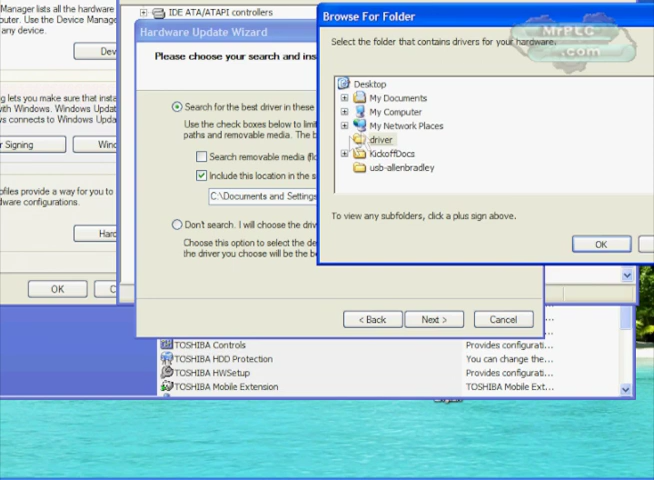 Manager lists all the hardware
puter. Use the Device Manage
any device.
IDE ATA/ATAPI controllers
Hardware Update Wizard
Please choose your search and ins
Search for the best driver in these
Use the check boxes below to limi
paths and removable media. The b
Search removable media (flo
Include this location in the s
C:\Documents and Settings
Don't search. I will choose the driv
Choose this option to select the de
the driver you choose will be the b
< Back
Next >
Cancel
Browse For Folder
Select the folder that contains drivers for your hardware.
MrPLC
.com
Desktop
My Documents
My Computer
My Network Places
driver
KickoffDocs
usb-allenbradley
To view any subfolders, click a plus sign above.
OK
Dev
g lets you make sure that insta
with Windows. Windows Upda
ws connects to Windows Upda
r Signing
Wind
ofiles provide a way for you to
dware configurations.
Hard
OK
C
TOSHIBA Controls
Provides configurati...
TOSHIBA HDD Protection
You can change the...
TOSHIBA HWSetup
Provides configurati...
TOSHIBA Mobile Extension
TOSHIBA Mobile Ext...